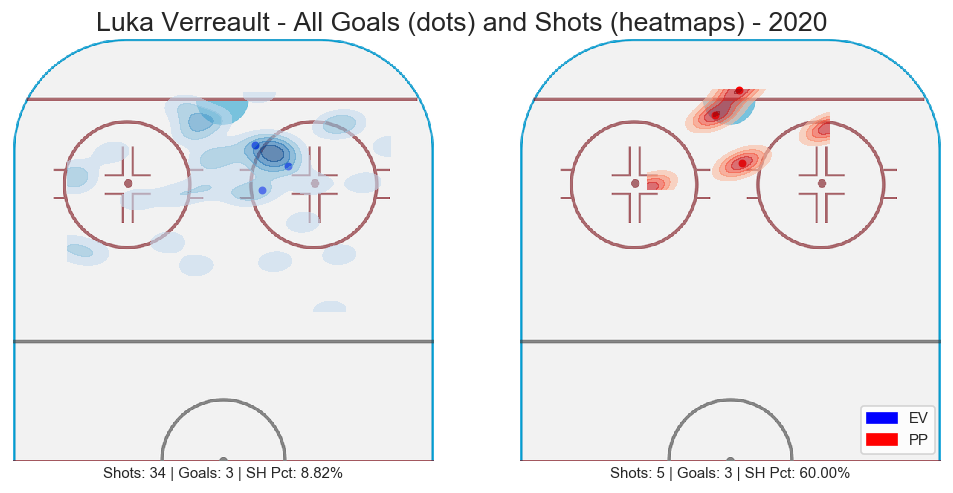 Luka Verreault - All Goals (dots) and Shots (heatmaps) - 2020
EV
PP
Shots: 34 | Goals: 3 | SH Pct: 8.82%
Shots: 5 | Goals: 3 | SH Pct: 60.00%